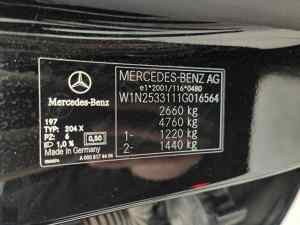 MERCEDES-BENZ AG
e1*2001/116*0480
W1N2533111G016564
2660 kg
4760 kg
1- 1220 kg
2- 1440 kg
Mercedes-Benz
197
TYP: 204 X
PZ: 6
0,50
1,0 %
Made in Germany